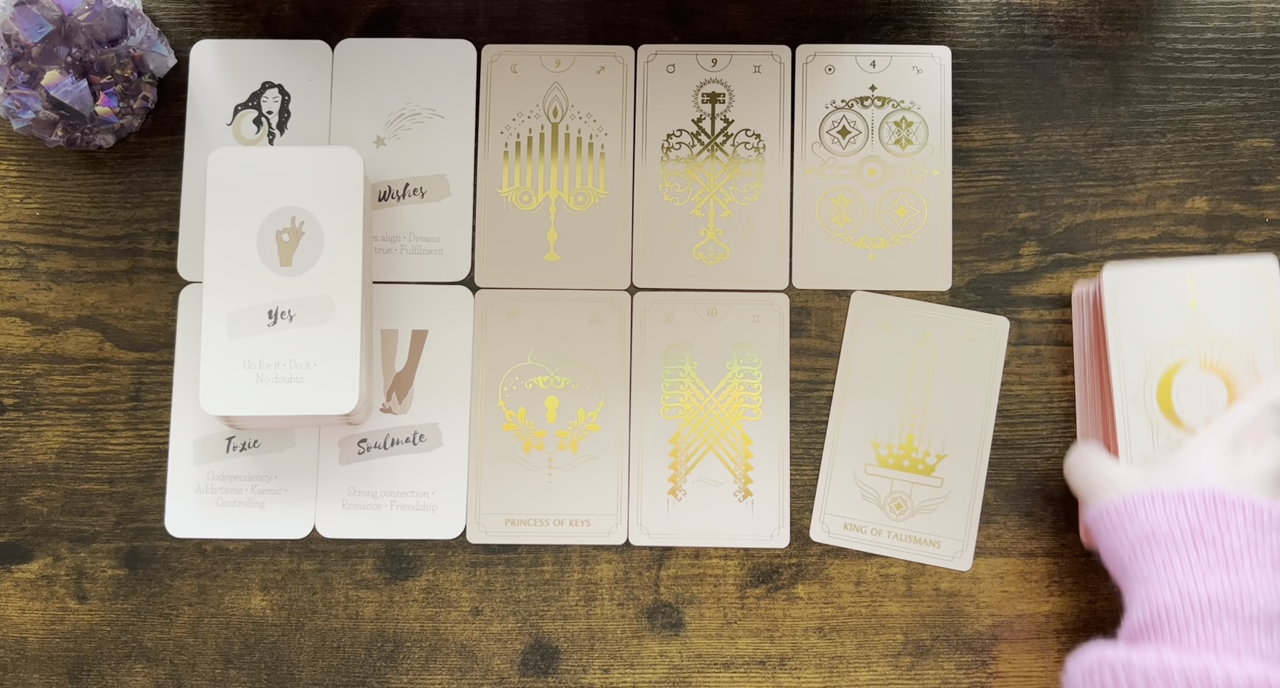 Wishes
align • Dreams
true • Fulfilment
9
9
4
Yes
Go for it • Do it •
No doubts
Toxic
Codependency •
Addictions • Karmic •
Controlling
Soulmate
Strong connection •
Romance • Friendship
PRINCESS OF KEYS
10
KING OF TALISMANS